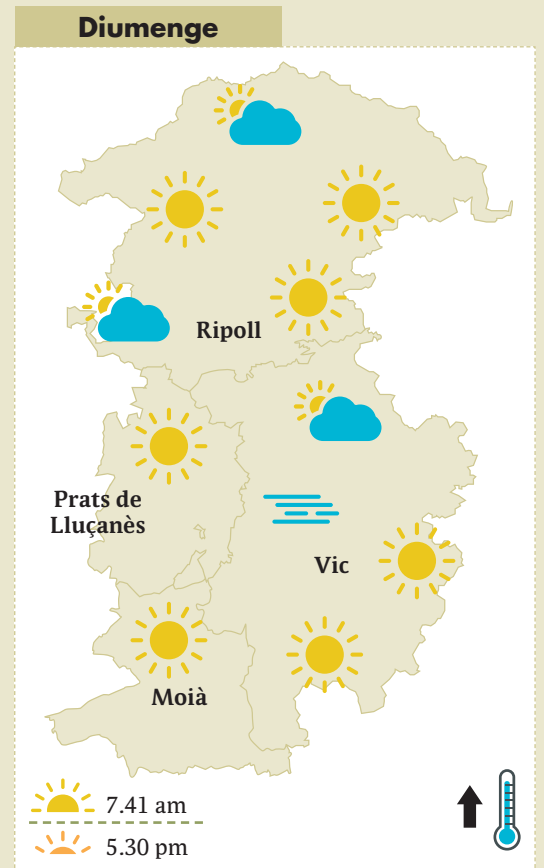 Diumenge
Ripoll
Prats de
Lluçanès
Vic
Moià
7.41 am
5.30 pm